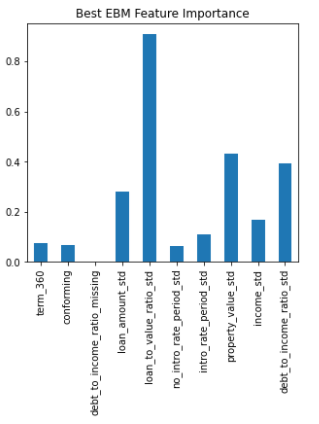 Best EBM Feature Importance
0.8
0.6
0.4
0.2
0.0
term_360
conforming
debt_to_income_ratio_missing
loan_amount_std
loan_to_value_ratio_std
no_intro_rate_period_std
intro_rate_period_std
property_value_std
income_std
debt_to_income_ratio_std